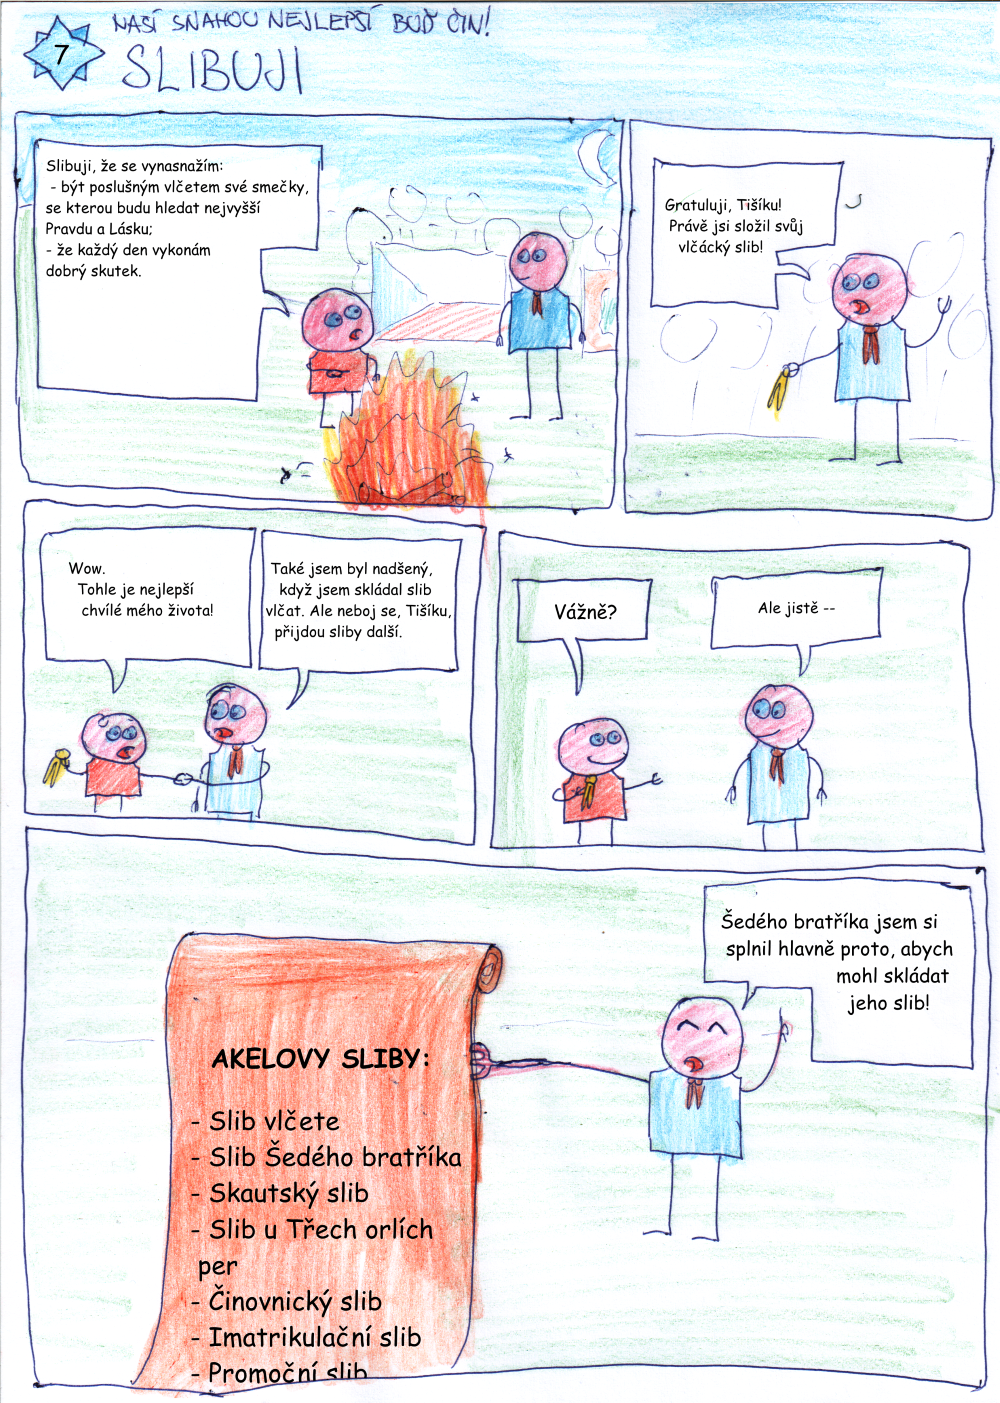 NAŠÍ SNAHOU NEJLEPŠÍ BUĎ ČIN!
7
SLIBUJI
Slibuji, že se vynasnažím:
- být poslušným vlčetem své smečky,
se kterou budu hledat nejvyšší
Pravdu a Lásku;
- že každý den vykonám
dobrý skutek.
Gratuluji, Tišíku!
Právě jsi složil svůj
vlčácký slib!
Wow.
Tohle je nejlepší
chvílé mého života!
Také jsem byl nadšený,
když jsem skládal slib
vlčat. Ale neboj se, Tišíku,
přijdou sliby další.
Vážně?
Ale jistě --
Šedého bratříka jsem si
splnil hlavně proto, abych
mohl skládat
jeho slib!
AKELOVY SLIBY:
- Slib vlčete
- Slib Šedého bratříka
- Skautský slib
- Slib u Třech orlích
per
- Činovnický slib
- Imatrikulační slib
- Promoční slib